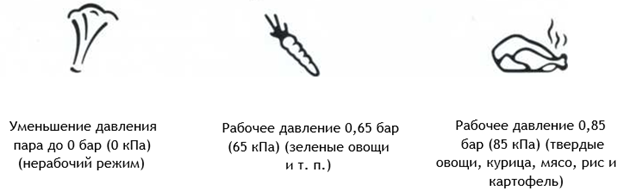 Уменьшение давления
пара до 0 бар (0 кПа)
(нерабочий режим)
Рабочее давление 0,65 бар
(65 кПа) (зеленые овощи
и т. п.)
Рабочее давление 0,85
бар (85 кПа) (твердые
овощи, курица, мясо, рис и
картофель)